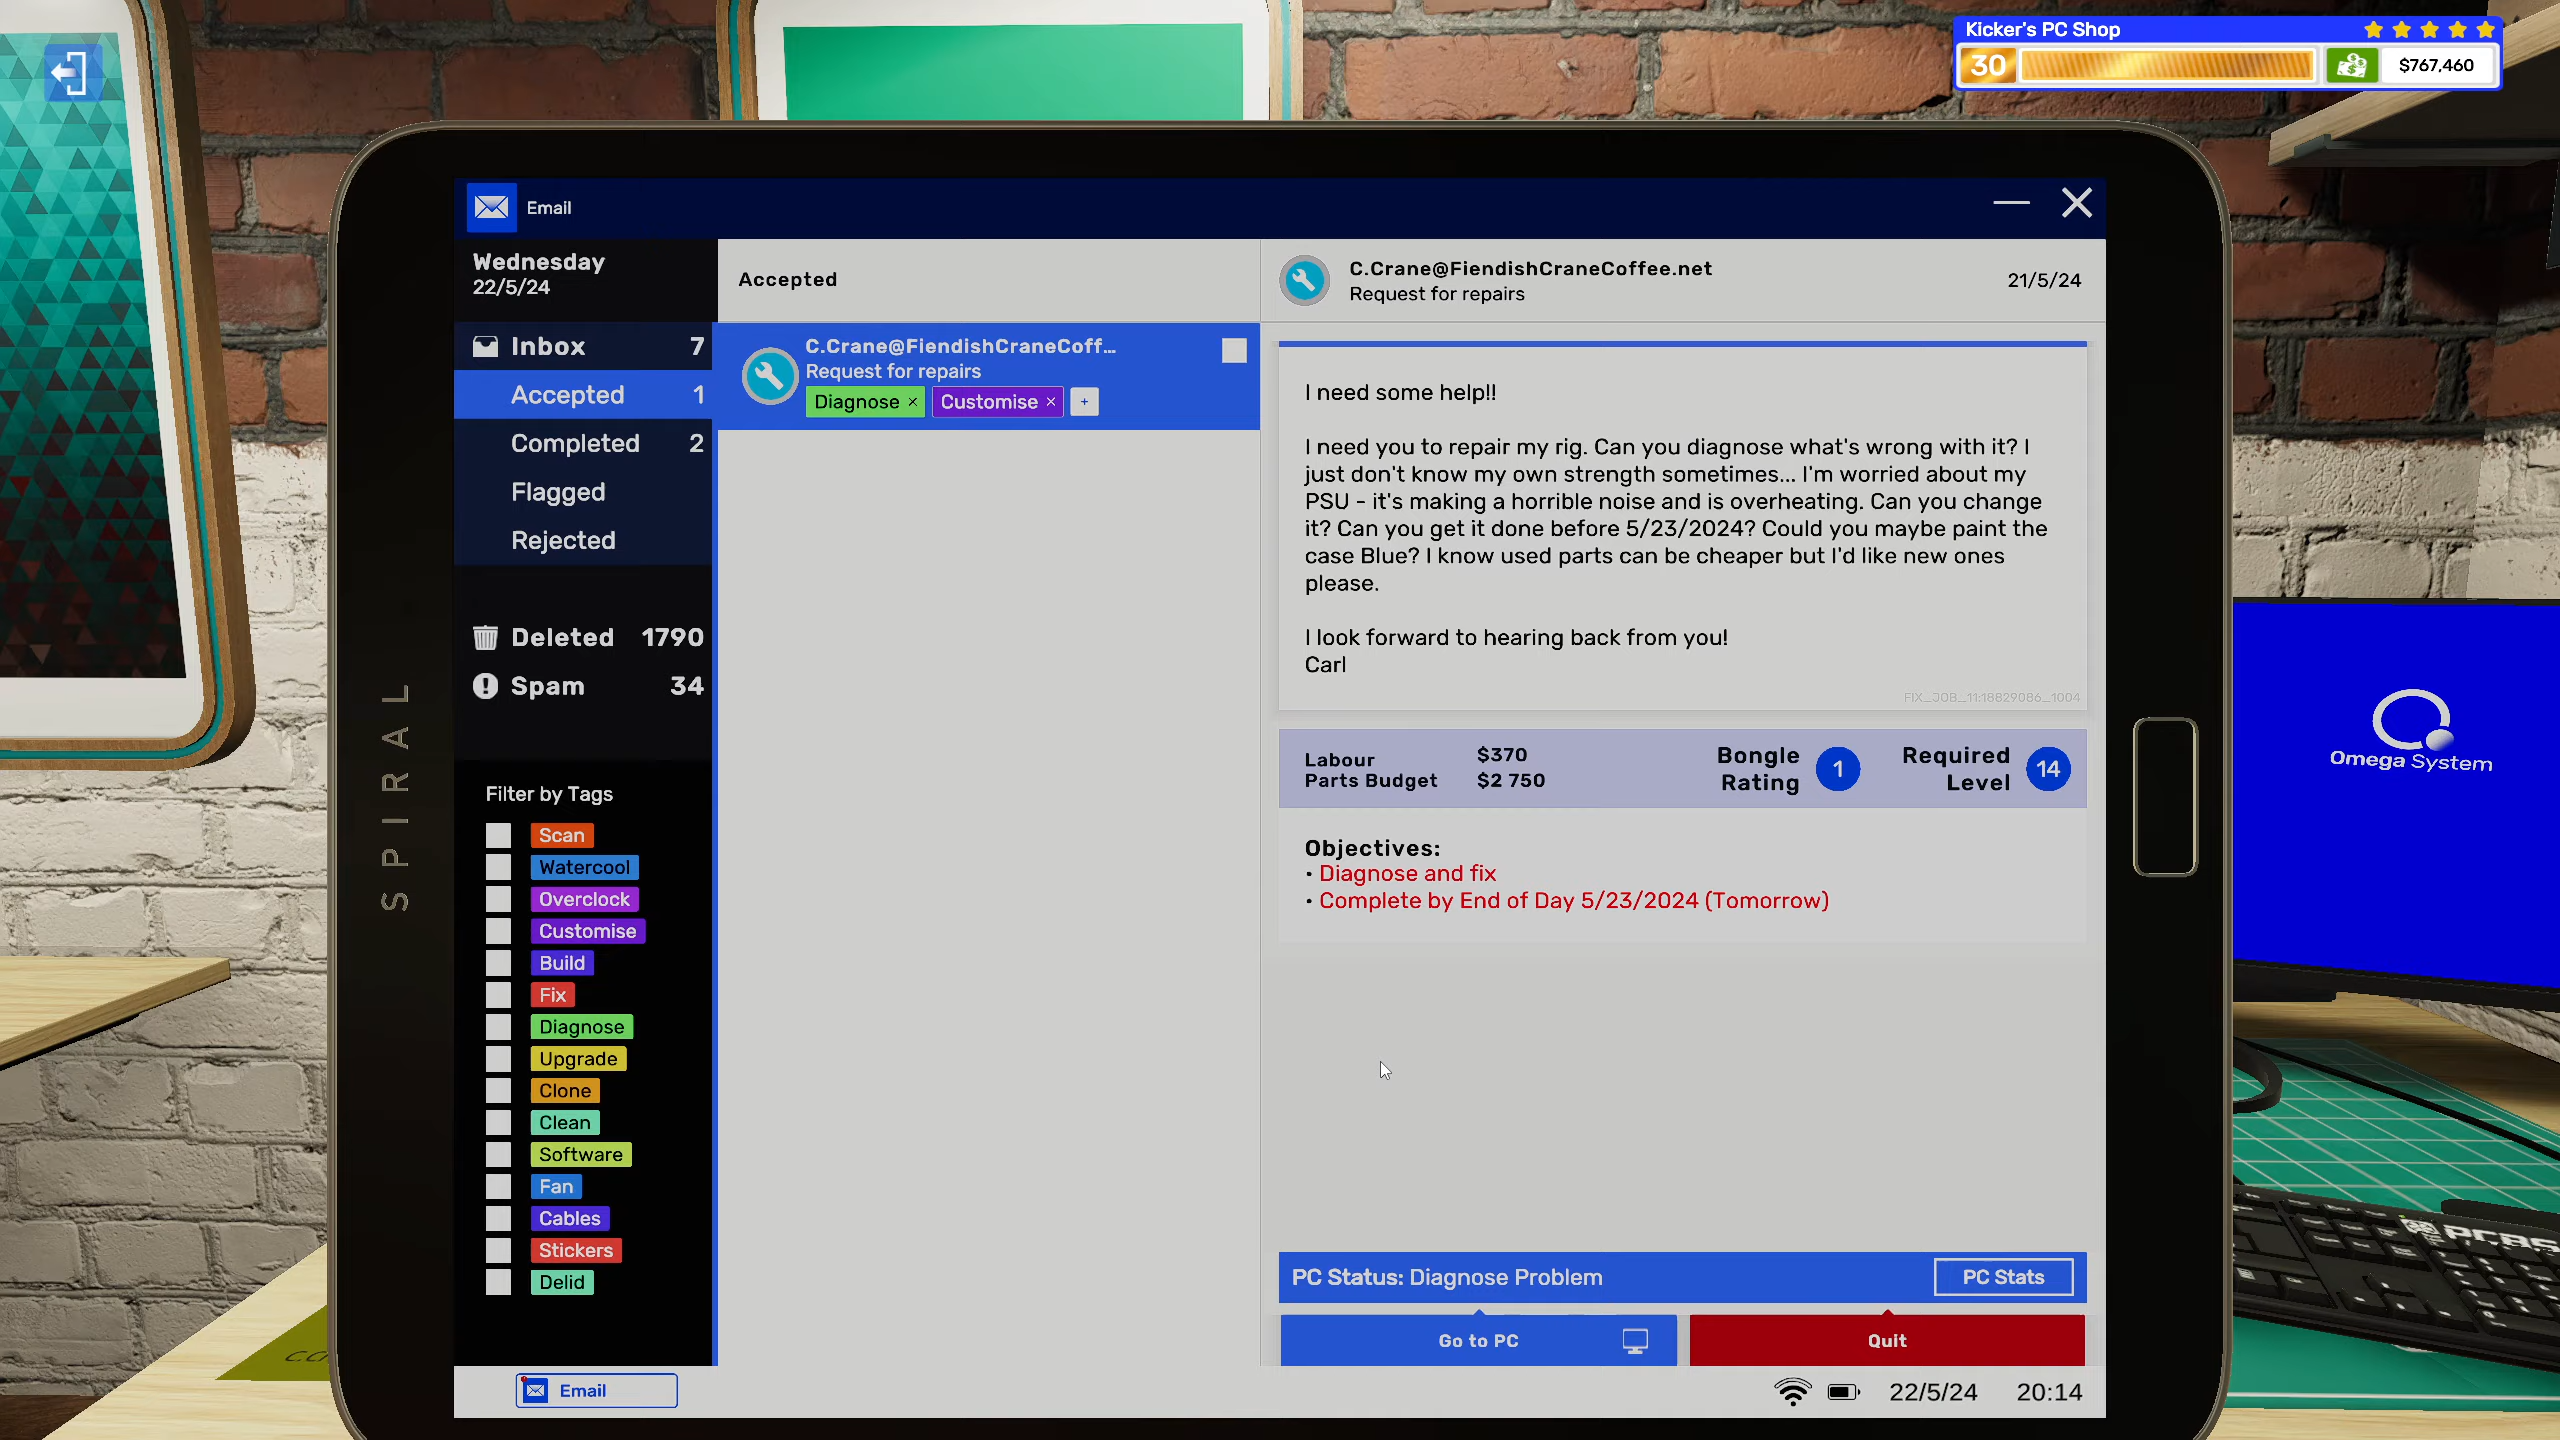 Kicker's PC Shop
30
$767,460
Email
Wednesday
22/5/24
Inbox 7
Accepted 1
Completed 2
Flagged
Rejected
Deleted 1790
Spam 34
Filter by Tags
Scan
Watercool
Overclock
Customise
Build
Fix
Diagnose
Upgrade
Clone
Clean
Software
Fan
Cables
Stickers
Delid
Accepted
C.Crane@FiendishCraneCoff...
Request for repairs
Diagnose ×
Customise ×
+
C.Crane@FiendishCraneCoffee.net
Request for repairs
21/5/24
I need some help!!
I need you to repair my rig. Can you diagnose what's wrong with it? I
just don't know my own strength sometimes... I'm worried about my
PSU - it's making a horrible noise and is overheating. Can you change
it? Can you get it done before 5/23/2024? Could you maybe paint the
case Blue? I know used parts can be cheaper but I'd like new ones
please.
I look forward to hearing back from you!
Carl
FIX_JOB_11:18829086_1004
Labour $370
Parts Budget $2 750
Bongle
Rating
1
Required
Level
14
Objectives:
• Diagnose and fix
• Complete by End of Day 5/23/2024 (Tomorrow)
PC Status: Diagnose Problem
PC Stats
Go to PC
Quit
Email
22/5/24
20:14
SPIRAL
Omega System